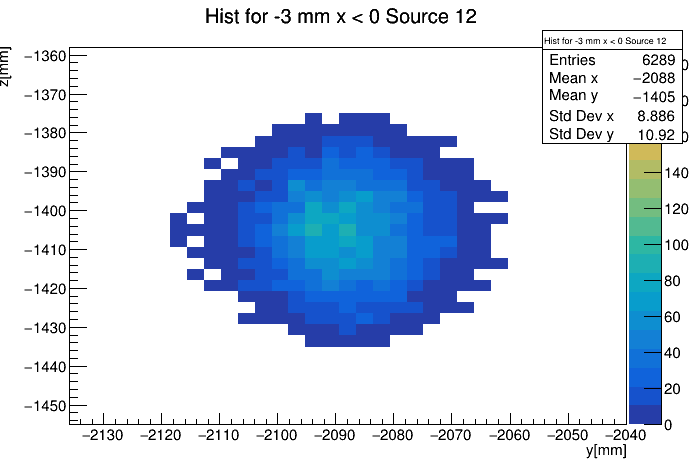 Hist for -3 mm x < 0 Source 12
z[mm]
Hist for -3 mm x < 0 Source 12
Entries 6289
Mean x −2088
Mean y −1405
Std Dev x 8.886
Std Dev y 10.92
−1360
−1370
−1380
−1390
−1400
−1410
−1420
−1430
−1440
−1450
0
0
140
120
100
80
60
40
20
0
−2130 −2120 −2110 −2100 −2090 −2080 −2070 −2060 −2050 −2040
y[mm]